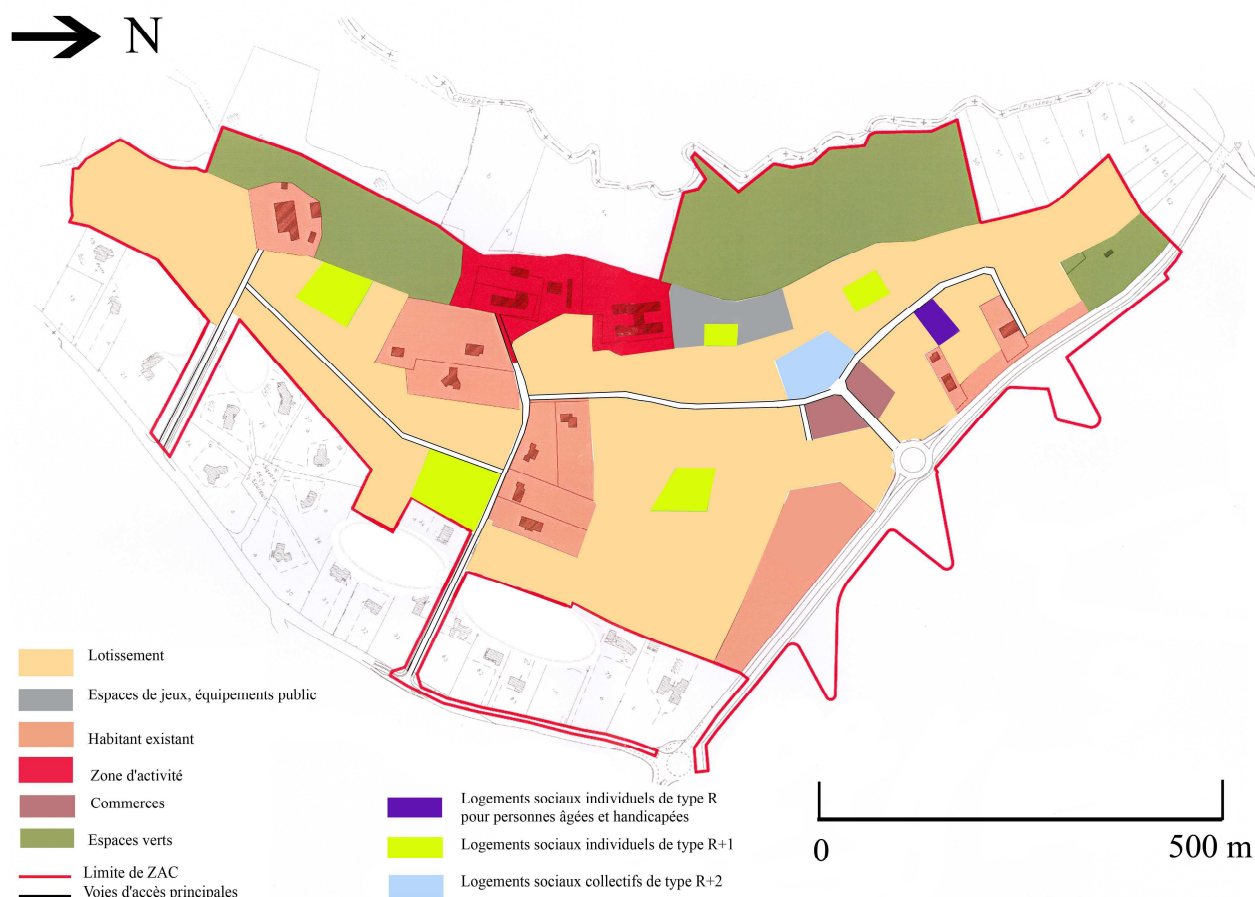 N
Lotissement
Espaces de jeux, équipements public
Habitant existant
Zone d'activité
Commerces
Espaces verts
Limite de ZAC
Voies d'accès principales
Logements sociaux individuels de type R
pour personnes âgées et handicapées
Logements sociaux individuels de type R+1
Logements sociaux collectifs de type R+2
0
500 m